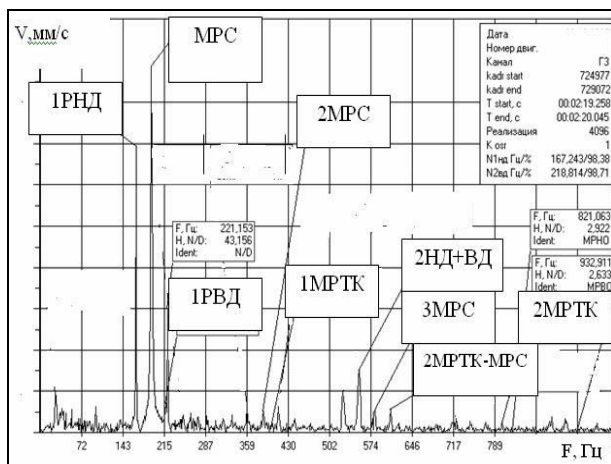 V, мм/с
МРС
1РНД
2МРС
Дата
Номер двиг.
Канал Г3
kadr start 724977
kadr end 729072
T start, c 00:02:19.258
T end, c 00:02:20.045
Реализация 4096
K осг 1
N1нд Гц/% 167,243/98,38
N2вд Гц/% 218,814/98,71
F, Гц: 221,153
H, N/D: 43,156
Ident: N/D
F, Гц: 821,063
H, N/D: 2,922
Ident: МРНО
F, Гц: 932,911
H, N/D: 2,633
Ident: МРВО
1РВД
1МРТК
2НД+ВД
3МРС
2МРТК
2МРТК-МРС
72 143 215 287 359 430 502 574 646 717 789
F, Гц